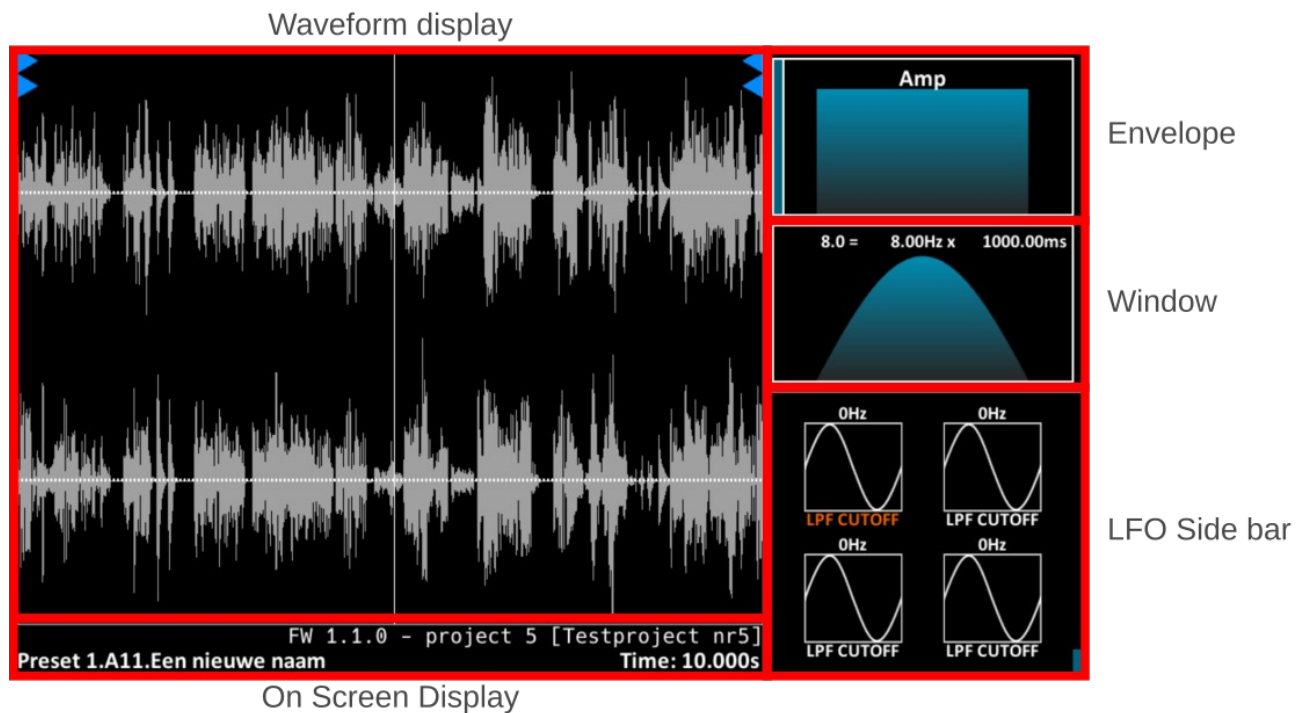 Waveform display
Amp
Envelope
8.0 = 8.00Hz x 1000.00ms
Window
0Hz 0Hz
LPF CUTOFF LPF CUTOFF
LFO Side bar
0Hz 0Hz
LPF CUTOFF LPF CUTOFF
FW 1.1.0 – project 5 [Testproject nr5]
Preset 1.A11.Een nieuwe naam Time: 10.000s
On Screen Display